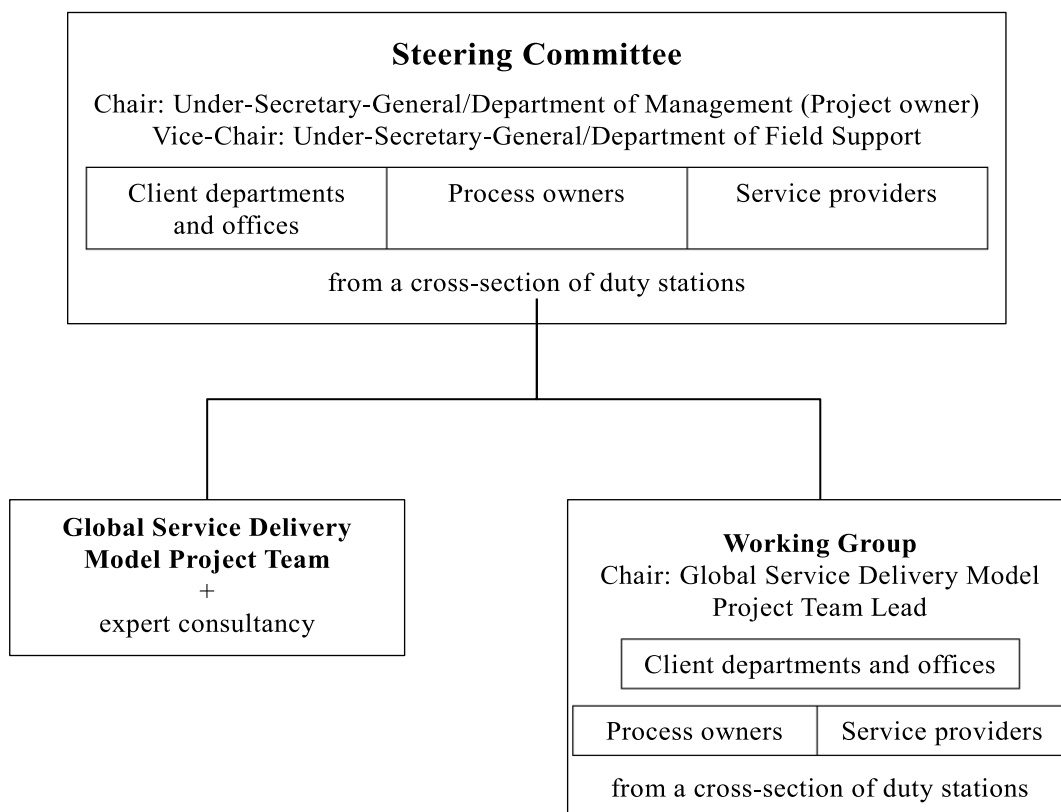 Steering Committee
Chair: Under-Secretary-General/Department of Management (Project owner)
Vice-Chair: Under-Secretary-General/Department of Field Support
Client departments
and offices
Process owners
Service providers
from a cross-section of duty stations
Global Service Delivery
Model Project Team
+
expert consultancy
Working Group
Chair: Global Service Delivery Model
Project Team Lead
Client departments and offices
Process owners
Service providers
from a cross-section of duty stations